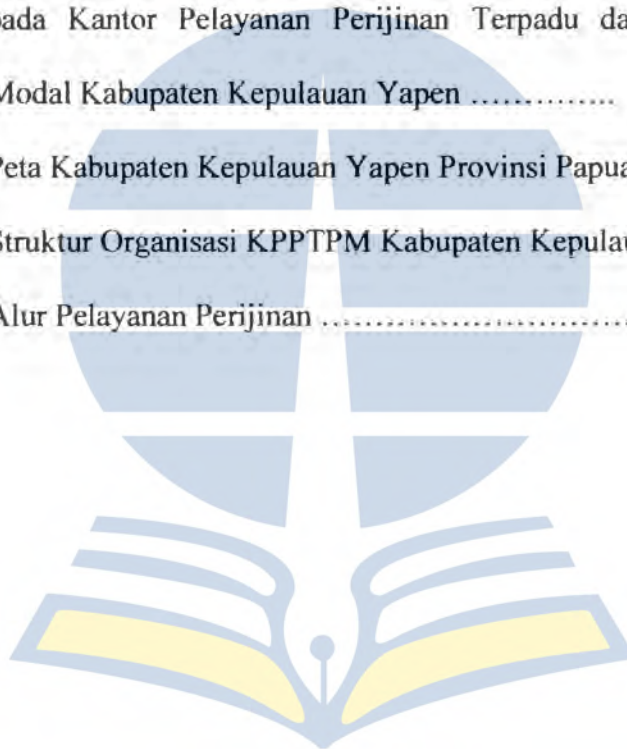 pada Kantor Pelayanan Perijinan Terpadu da
Modal Kabupaten Kepulauan Yapen ..............
Peta Kabupaten Kepulauan Yapen Provinsi Papua
Struktur Organisasi KPPTPM Kabupaten Kepulau
Alur Pelayanan Perijinan ..............................